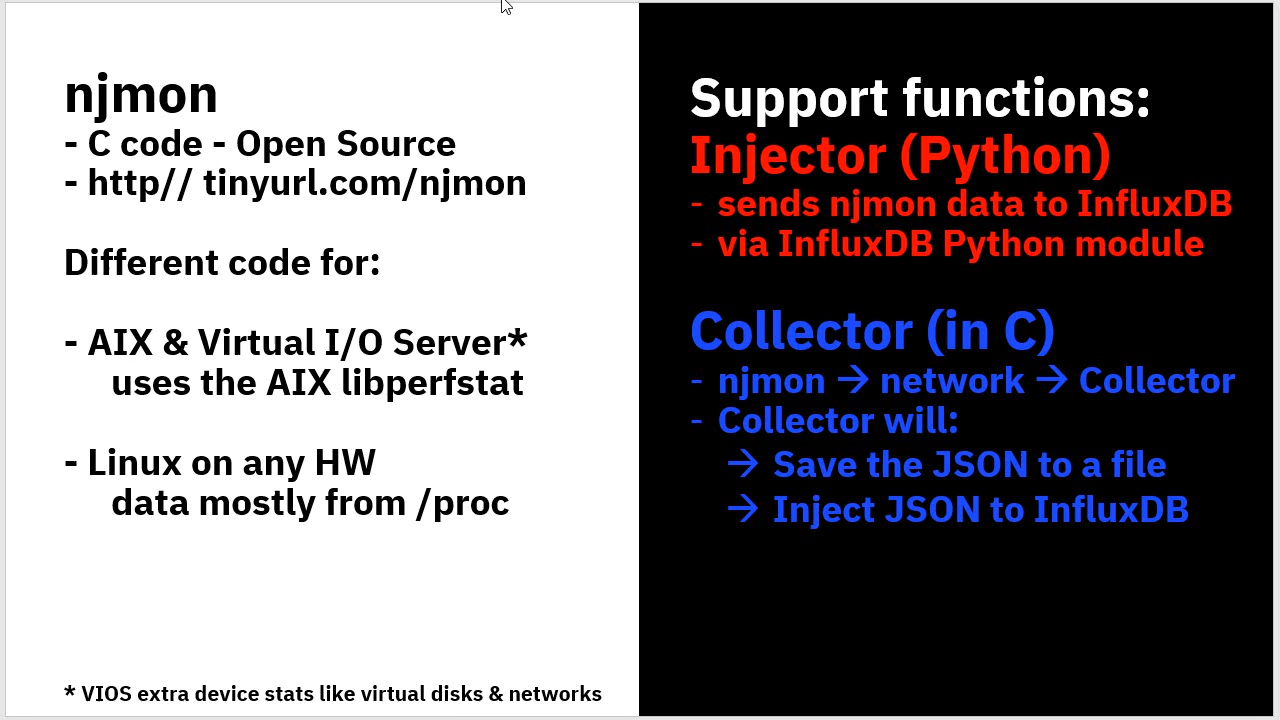 njmon
- C code - Open Source
- http// tinyurl.com/njmon
Different code for:
- AIX & Virtual I/O Server*
uses the AIX libperfstat
- Linux on any HW
data mostly from /proc
* VIOS extra device stats like virtual disks & networks
Support functions:
Injector (Python)
- sends njmon data to InfluxDB
- via InfluxDB Python module
Collector (in C)
- njmon → network → Collector
- Collector will:
→ Save the JSON to a file
→ Inject JSON to InfluxDB